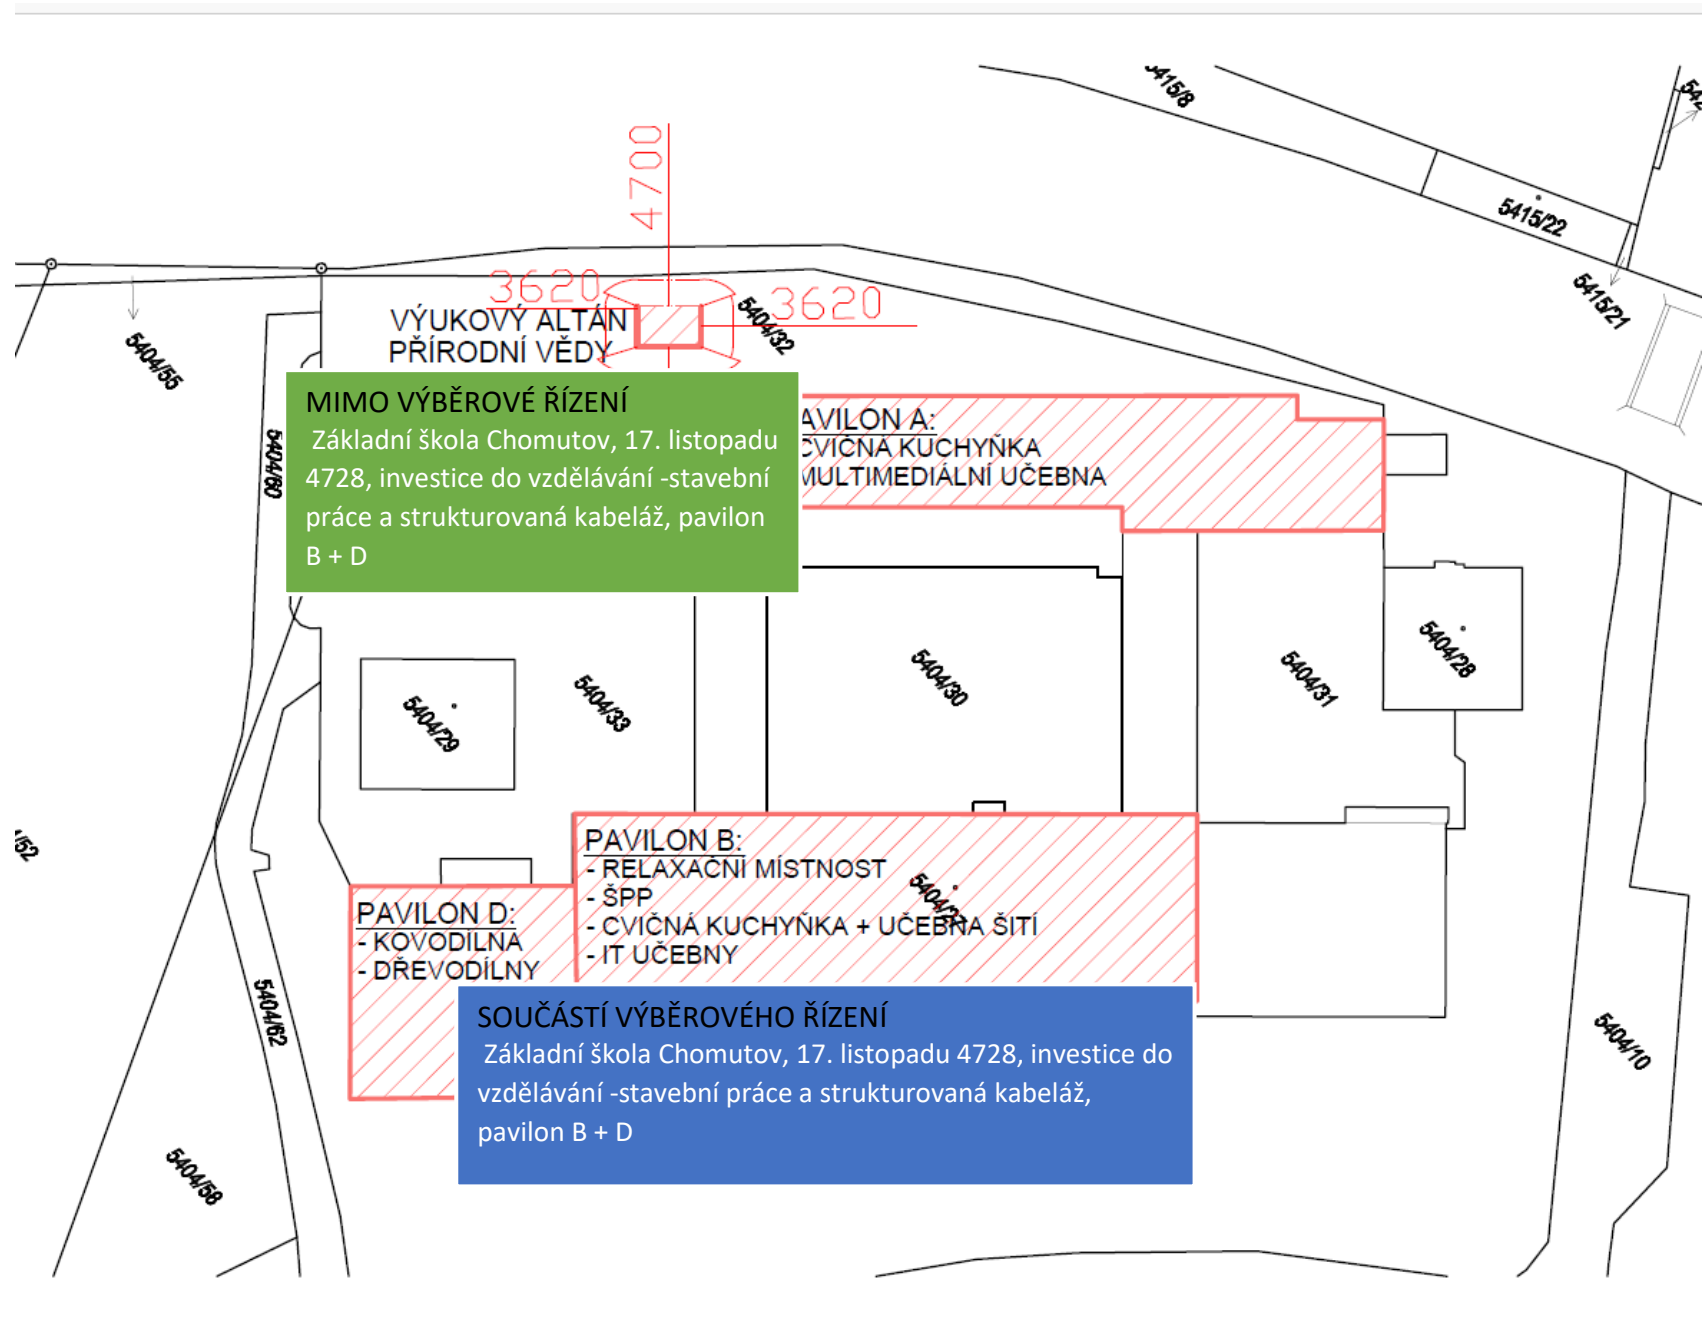 5415/8
4700
5415/22
3620
3620
5415/21
5404/32
VÝUKOVÝ ALTÁN
PŘÍRODNÍ VĚDY
5404/55
MIMO VÝBĚROVÉ ŘÍZENÍ
Základní škola Chomutov, 17. listopadu
4728, investice do vzdělávání -stavební
práce a strukturovaná kabeláž, pavilon
B + D
AVILON A:
CVIČNÁ KUCHYŇKA
MULTIMEDIÁLNÍ UČEBNA
5404/60
5404/28
5404/30
5404/31
5404/33
5404/29
/52
PAVILON B:
- RELAXAČNÍ MÍSTNOST
- ŠPP
- CVIČNÁ KUCHYŇKA + UČEBNA ŠITÍ
- IT UČEBNY
5404/27
PAVILON D:
- KOVODÍLNA
- DŘEVODÍLNY
5404/62
5404/10
SOUČÁSTÍ VÝBĚROVÉHO ŘÍZENÍ
Základní škola Chomutov, 17. listopadu 4728, investice do
vzdělávání -stavební práce a strukturovaná kabeláž,
pavilon B + D
5404/58